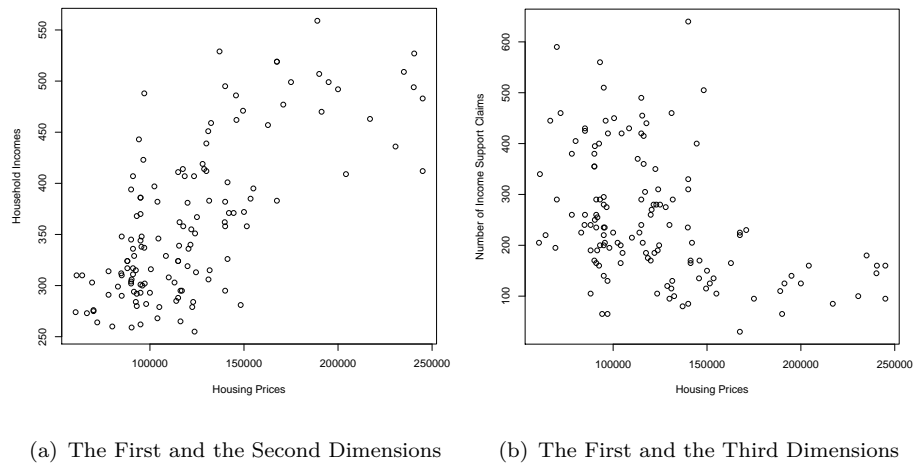 550
500
450
400
350
300
250
Household Incomes
100000 150000 200000 250000
Housing Prices
600
500
400
300
200
100
Number of Income Support Claims
100000 150000 200000 250000
Housing Prices
(a) The First and the Second Dimensions
(b) The First and the Third Dimensions